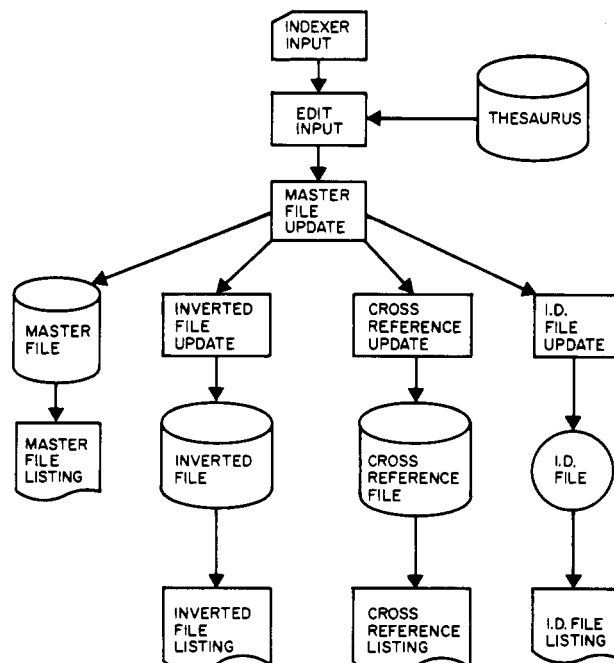 INDEXER
INPUT
EDIT
INPUT
THESAURUS
MASTER
FILE
UPDATE
MASTER
FILE
INVERTED
FILE
UPDATE
CROSS
REFERENCE
UPDATE
I.D.
FILE
UPDATE
MASTER
FILE
LISTING
INVERTED
FILE
CROSS
REFERENCE
FILE
I.D.
FILE
INVERTED
FILE
LISTING
CROSS
REFERENCE
LISTING
I.D. FILE
LISTING